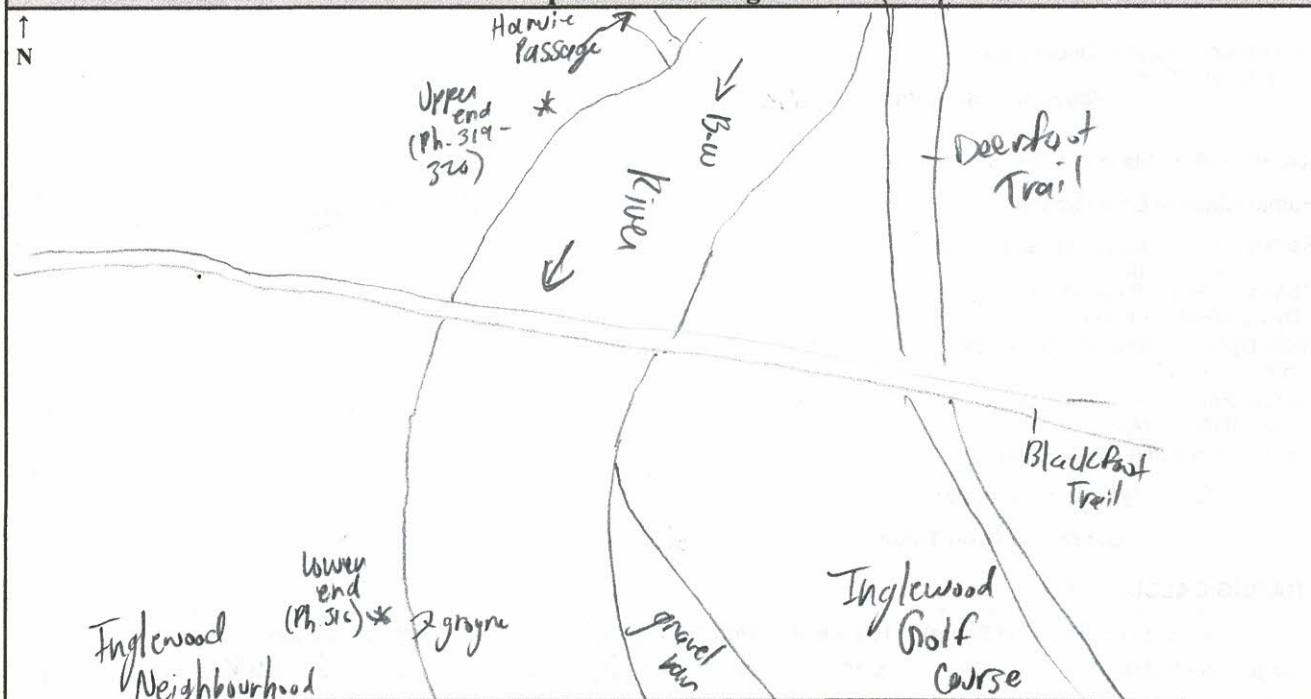 ↑
N
Harvie
Passage
Upper
end
(Ph. 319-
320)
Bow
River
Deerfoot
Trail
Blackfoot
Trail
Lower
end
(Ph. 316)
groyne
gravel
bar
Inglewood
Golf
Course
Inglewood
Neighbourhood